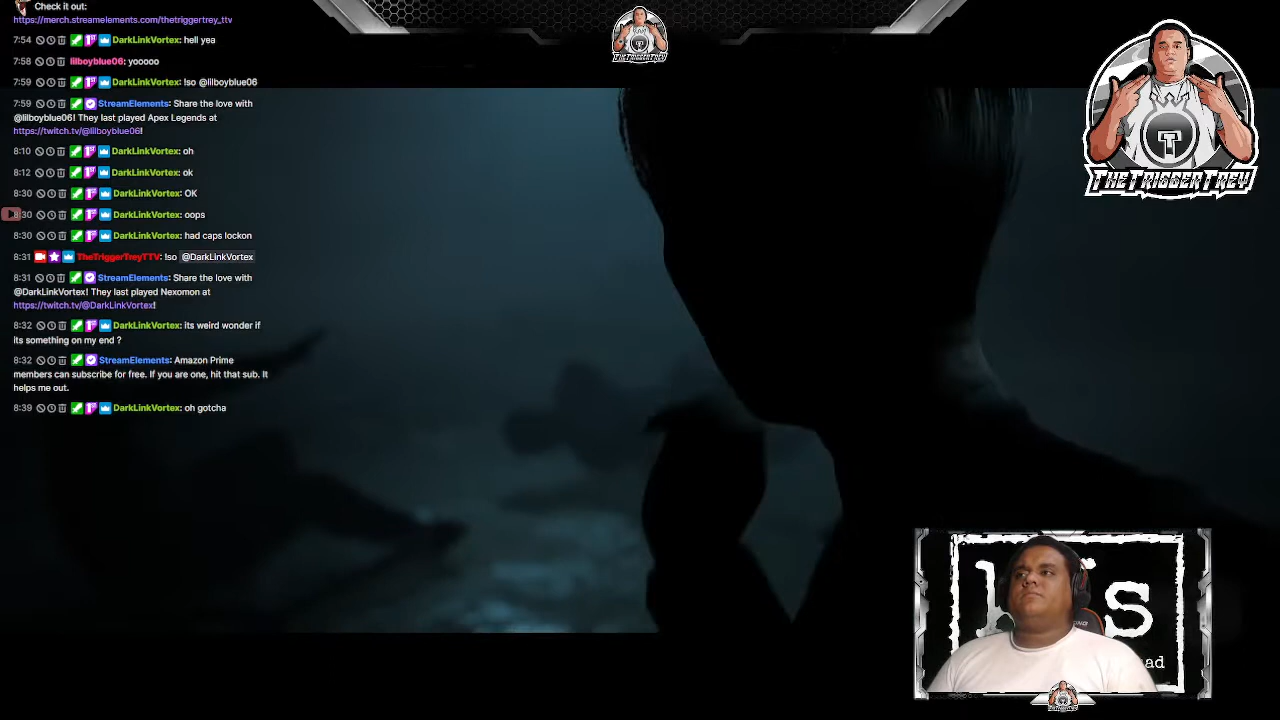 Check it out:
https://merch.streamelements.com/thetriggertrey_ttv
7:54 DarkLinkVortex: hell yea
7:58 lilboyblue06: yooooo
7:59 DarkLinkVortex: !so @lilboyblue06
7:59 StreamElements: Share the love with
@lilboyblue06! They last played Apex Legends at
https://twitch.tv/@lilboyblue06!
8:10 DarkLinkVortex: oh
8:12 DarkLinkVortex: ok
8:30 DarkLinkVortex: OK
8:30 DarkLinkVortex: oops
8:30 DarkLinkVortex: had caps lockon
8:31 TheTriggerTreyTTV: !so @DarkLinkVortex
8:31 StreamElements: Share the love with
@DarkLinkVortex! They last played Nexomon at
https://twitch.tv/@DarkLinkVortex!
8:32 DarkLinkVortex: its weird wonder if
its something on my end ?
8:32 StreamElements: Amazon Prime
members can subscribe for free. If you are one, hit that sub. It
helps me out.
8:39 DarkLinkVortex: oh gotcha
T
THETRIGGERTREY